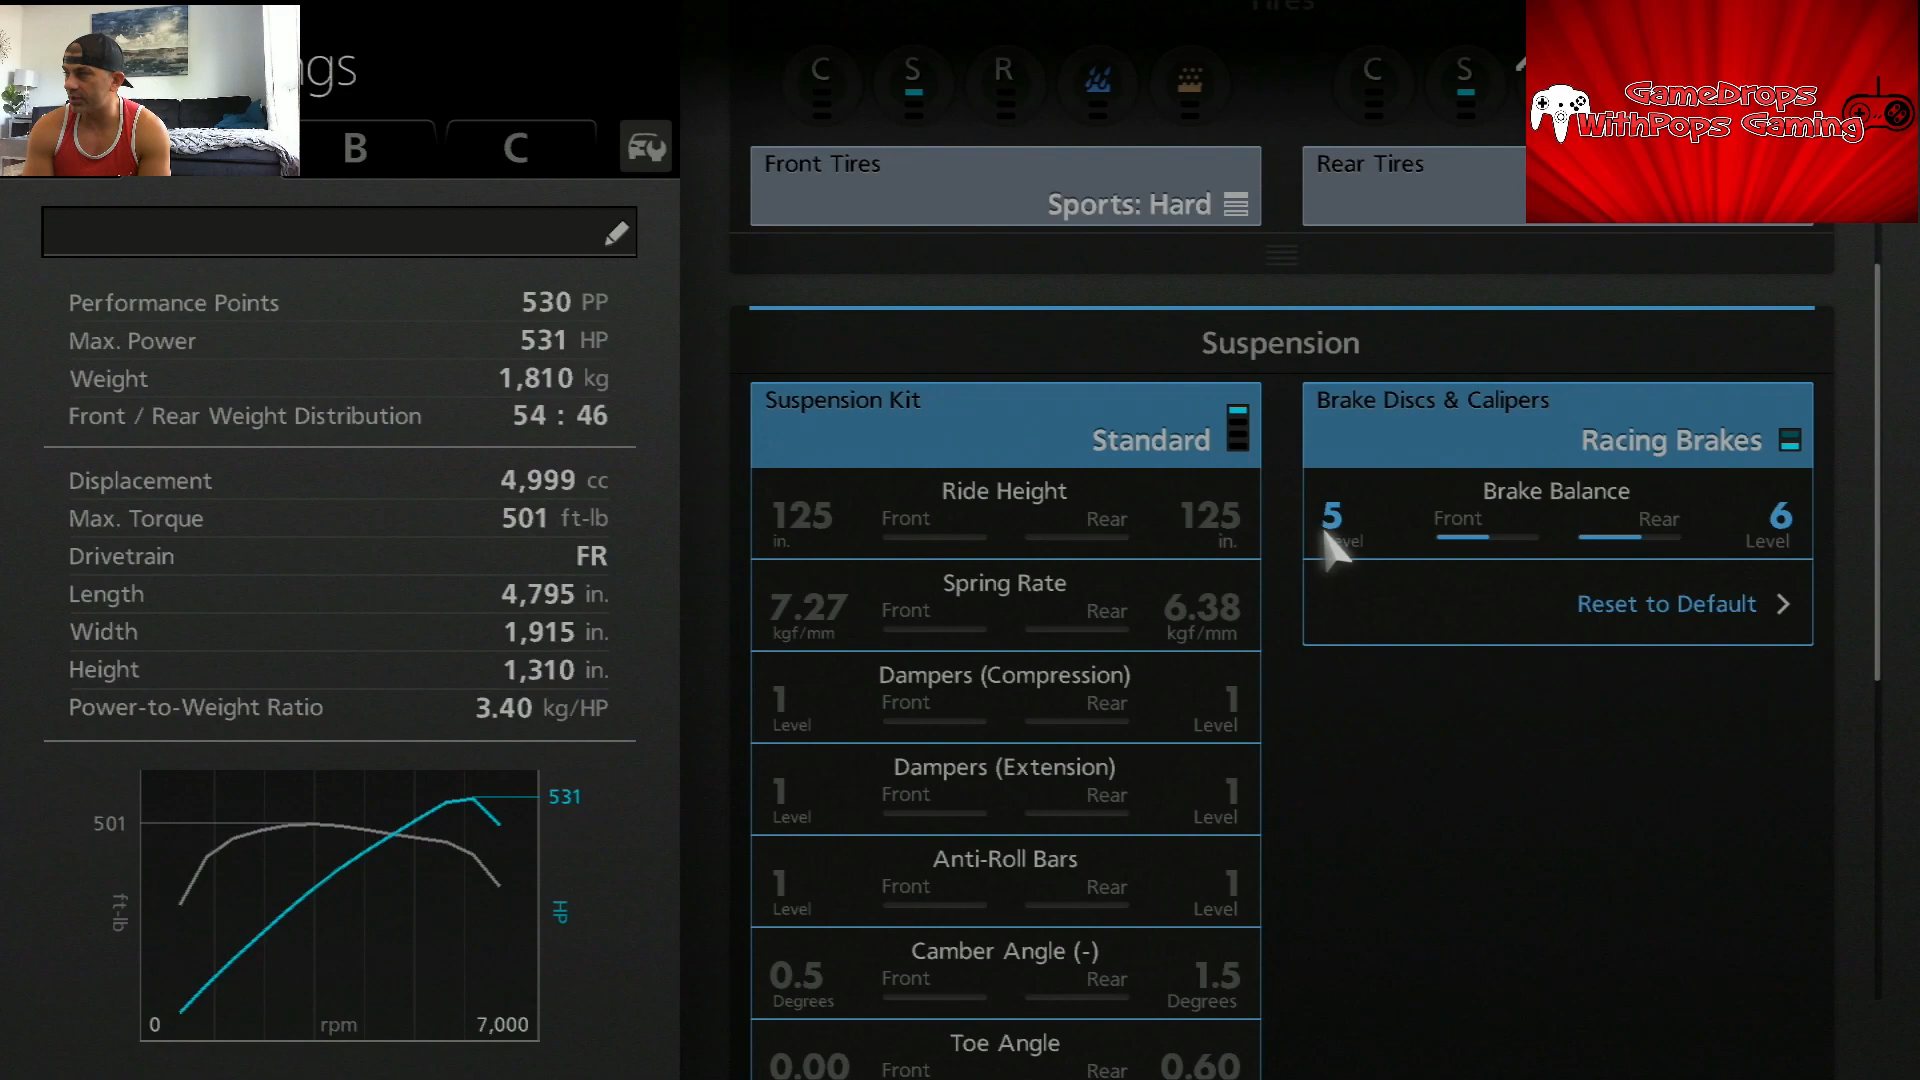 ngs
B
C
Performance Points 530 PP
Max. Power 531 HP
Weight 1,810 kg
Front / Rear Weight Distribution 54 : 46
Displacement 4,999 cc
Max. Torque 501 ft-lb
Drivetrain FR
Length 4,795 in.
Width 1,915 in.
Height 1,310 in.
Power-to-Weight Ratio 3.40 kg/HP
531
501
ft-lb
HP
0 rpm 7,000
Tires
C S R
C S
Front Tires
Sports: Hard
Rear Tires
GameDrops
WithPops Gaming
Suspension
Suspension Kit
Standard
Ride Height
125 in. Front Rear 125 in.
Spring Rate
7.27 kgf/mm Front Rear 6.38 kgf/mm
Dampers (Compression)
1 Level Front Rear 1 Level
Dampers (Extension)
1 Level Front Rear 1 Level
Anti-Roll Bars
1 Level Front Rear 1 Level
Camber Angle (-)
0.5 Degrees Front Rear 1.5 Degrees
Toe Angle
0.00 Front Rear 0.60
Brake Discs & Calipers
Racing Brakes
Brake Balance
5 Level Front Rear 6 Level
Reset to Default